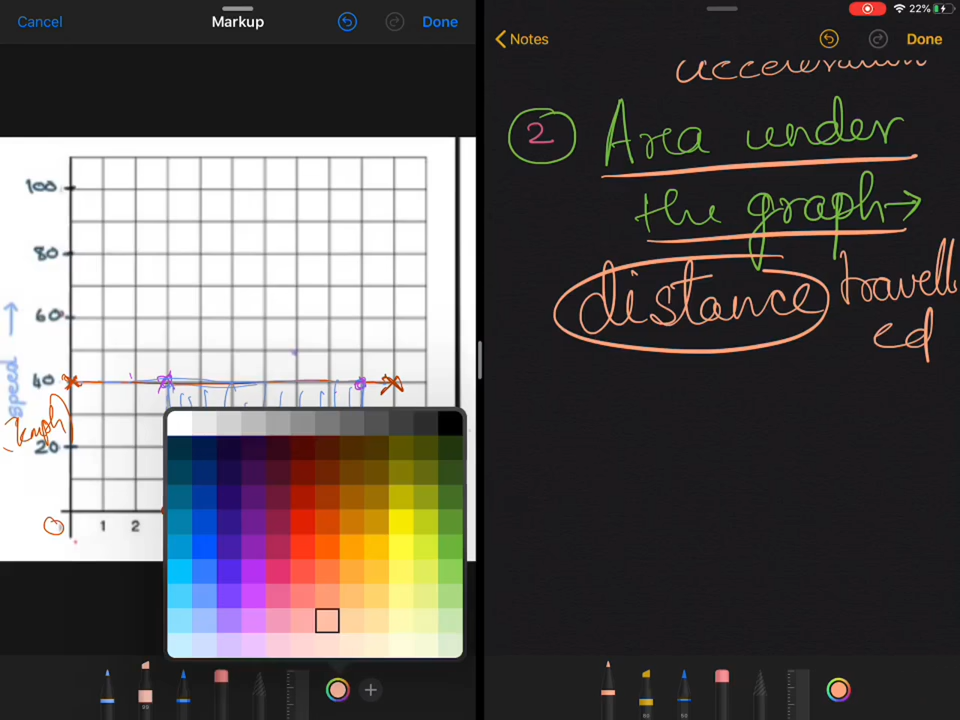 Cancel
Markup
Done
100
80
60
speed →
40
kmph
20
0
1 2
22%
Notes
Done
acceleration
2 Area under
the graph →
distance travell
ed